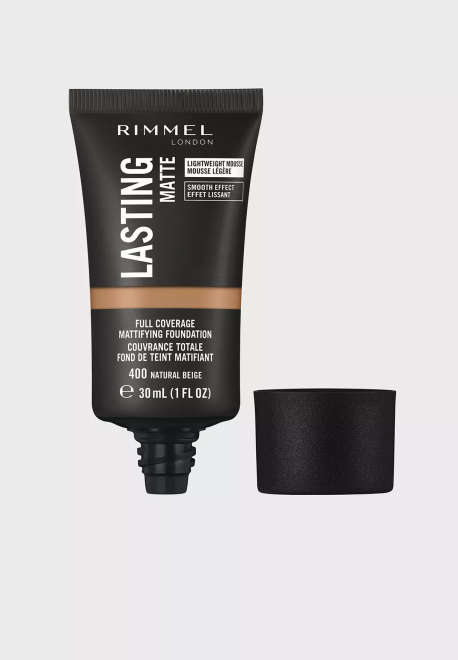 RIMMEL
LONDON
LASTING
MATTE
LIGHTWEIGHT MOUSSE
MOUSSE LÉGÈRE
SMOOTH EFFECT
EFFET LISSANT
FULL COVERAGE
MATTIFYING FOUNDATION
COUVRANCE TOTALE
FOND DE TEINT MATIFIANT
400 NATURAL BEIGE
℮ 30 mL (1 FL OZ)